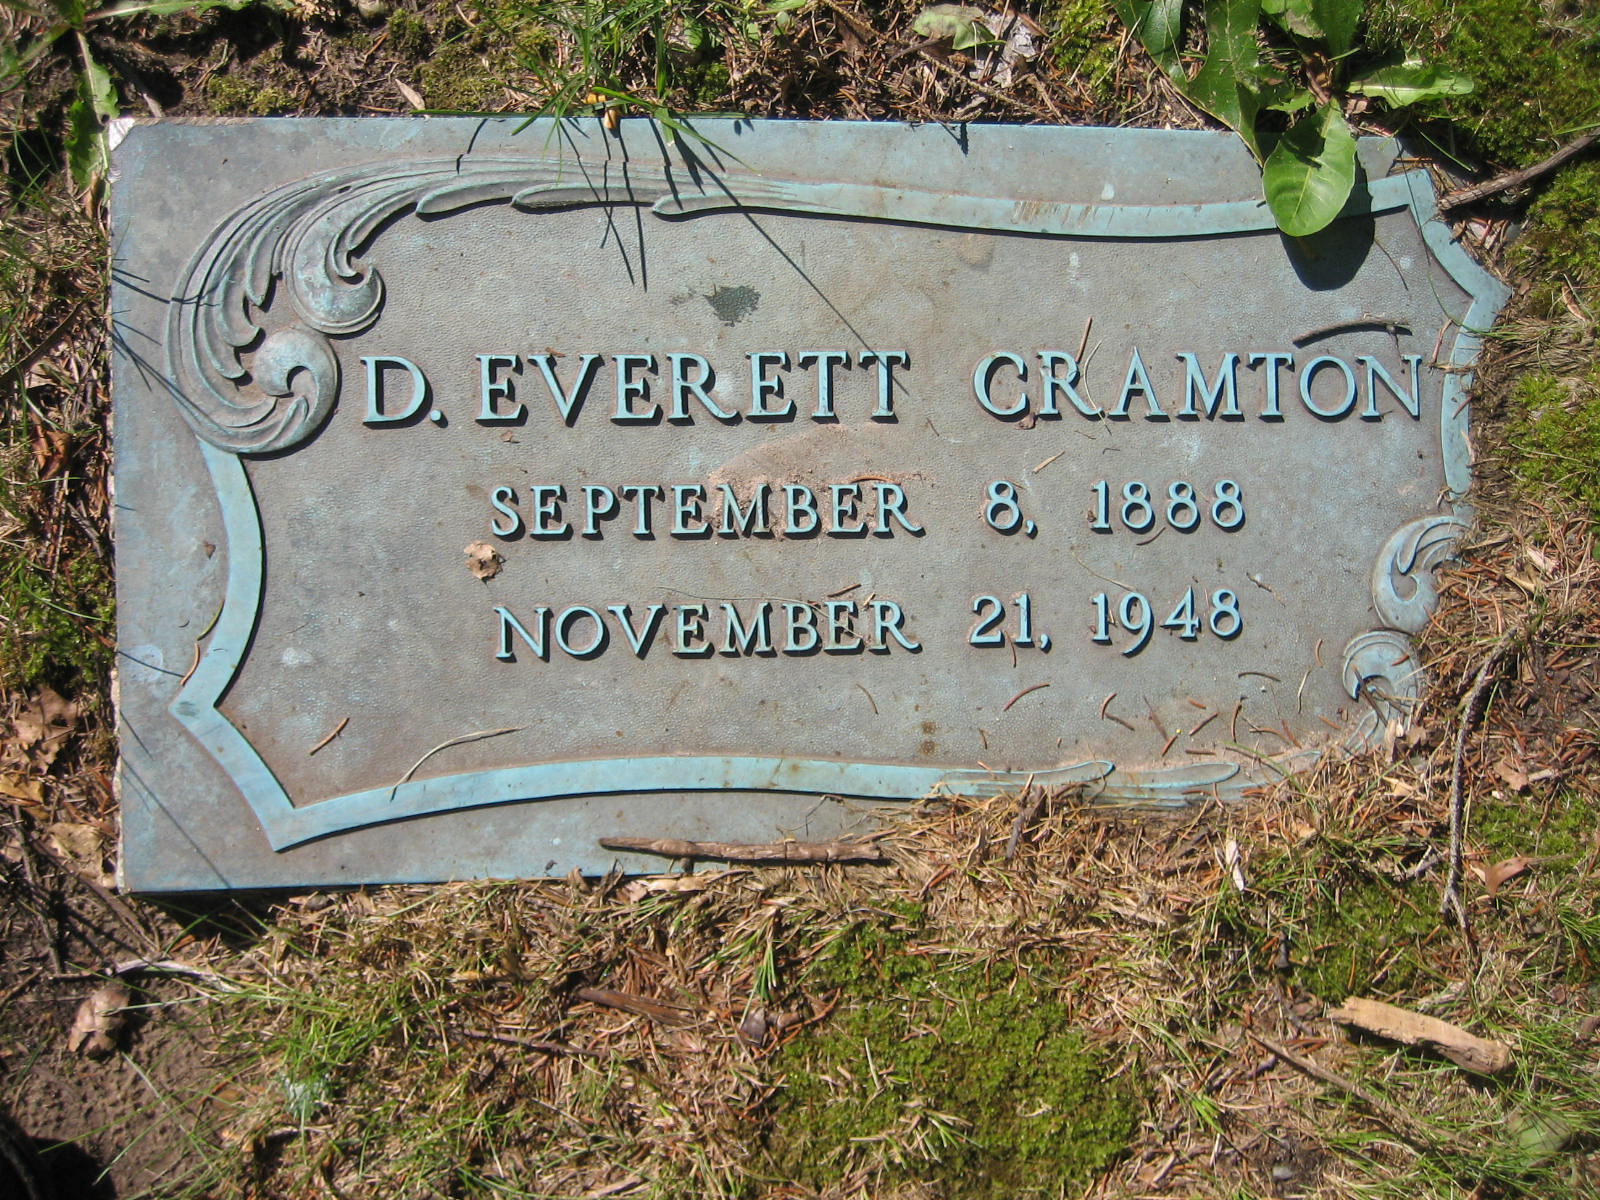 D. EVERETT CRAMTON
SEPTEMBER 8, 1888
NOVEMBER 21, 1948